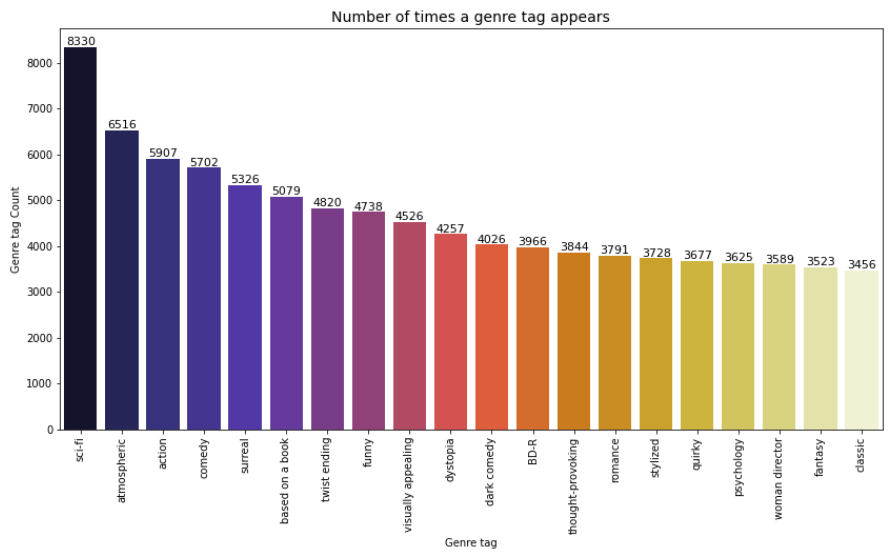 Number of times a genre tag appears
8330
6516
5907
5702
5326
5079
4820
4738
4526
4257
4026
3966
3844
3791
3728
3677
3625
3589
3523
3456
Genre tag Count
8000
7000
6000
5000
4000
3000
2000
1000
0
sci-fi
atmospheric
action
comedy
surreal
based on a book
twist ending
funny
visually appealing
dystopia
dark comedy
BD-R
thought-provoking
romance
stylized
quirky
psychology
woman director
fantasy
classic
Genre tag